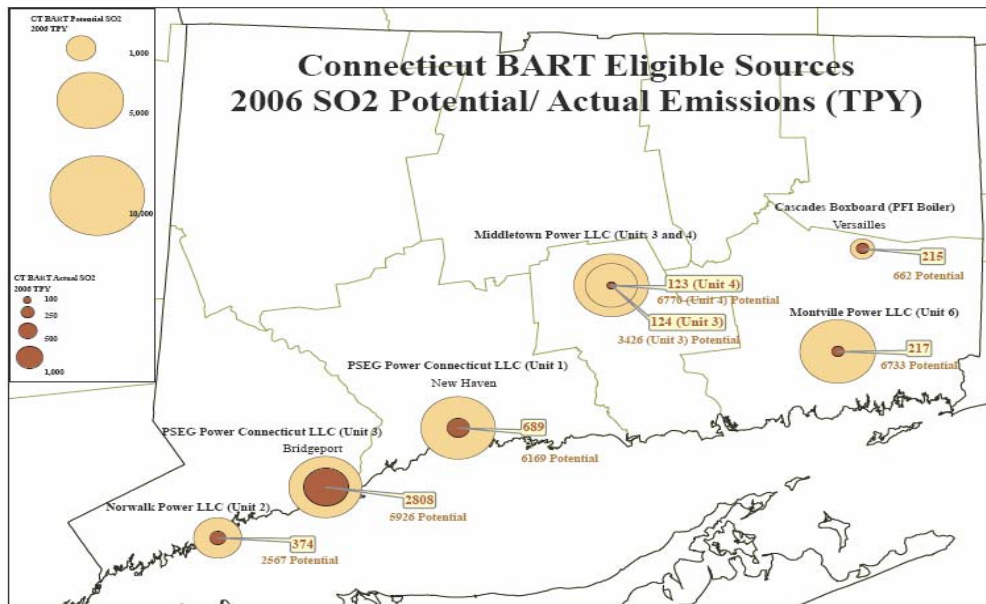 CT BART Potential SO2
2006 TPY
1,000
5,000
10,000
CT BART Actual SO2
2006 TPY
100
250
500
1,000
Connecticut BART Eligible Sources
2006 SO2 Potential/ Actual Emissions (TPY)
Cascades Boxboard (PFI Boiler)
Versailles
215
662 Potential
Middletown Power LLC (Units 3 and 4)
123 (Unit 4)
6770 (Unit 4) Potential
124 (Unit 3)
3426 (Unit 3) Potential
Montville Power LLC (Unit 6)
217
6733 Potential
PSEG Power Connecticut LLC (Unit 1)
New Haven
689
6169 Potential
PSEG Power Connecticut LLC (Unit 3)
Bridgeport
2808
5926 Potential
Norwalk Power LLC (Unit 2)
374
2567 Potential